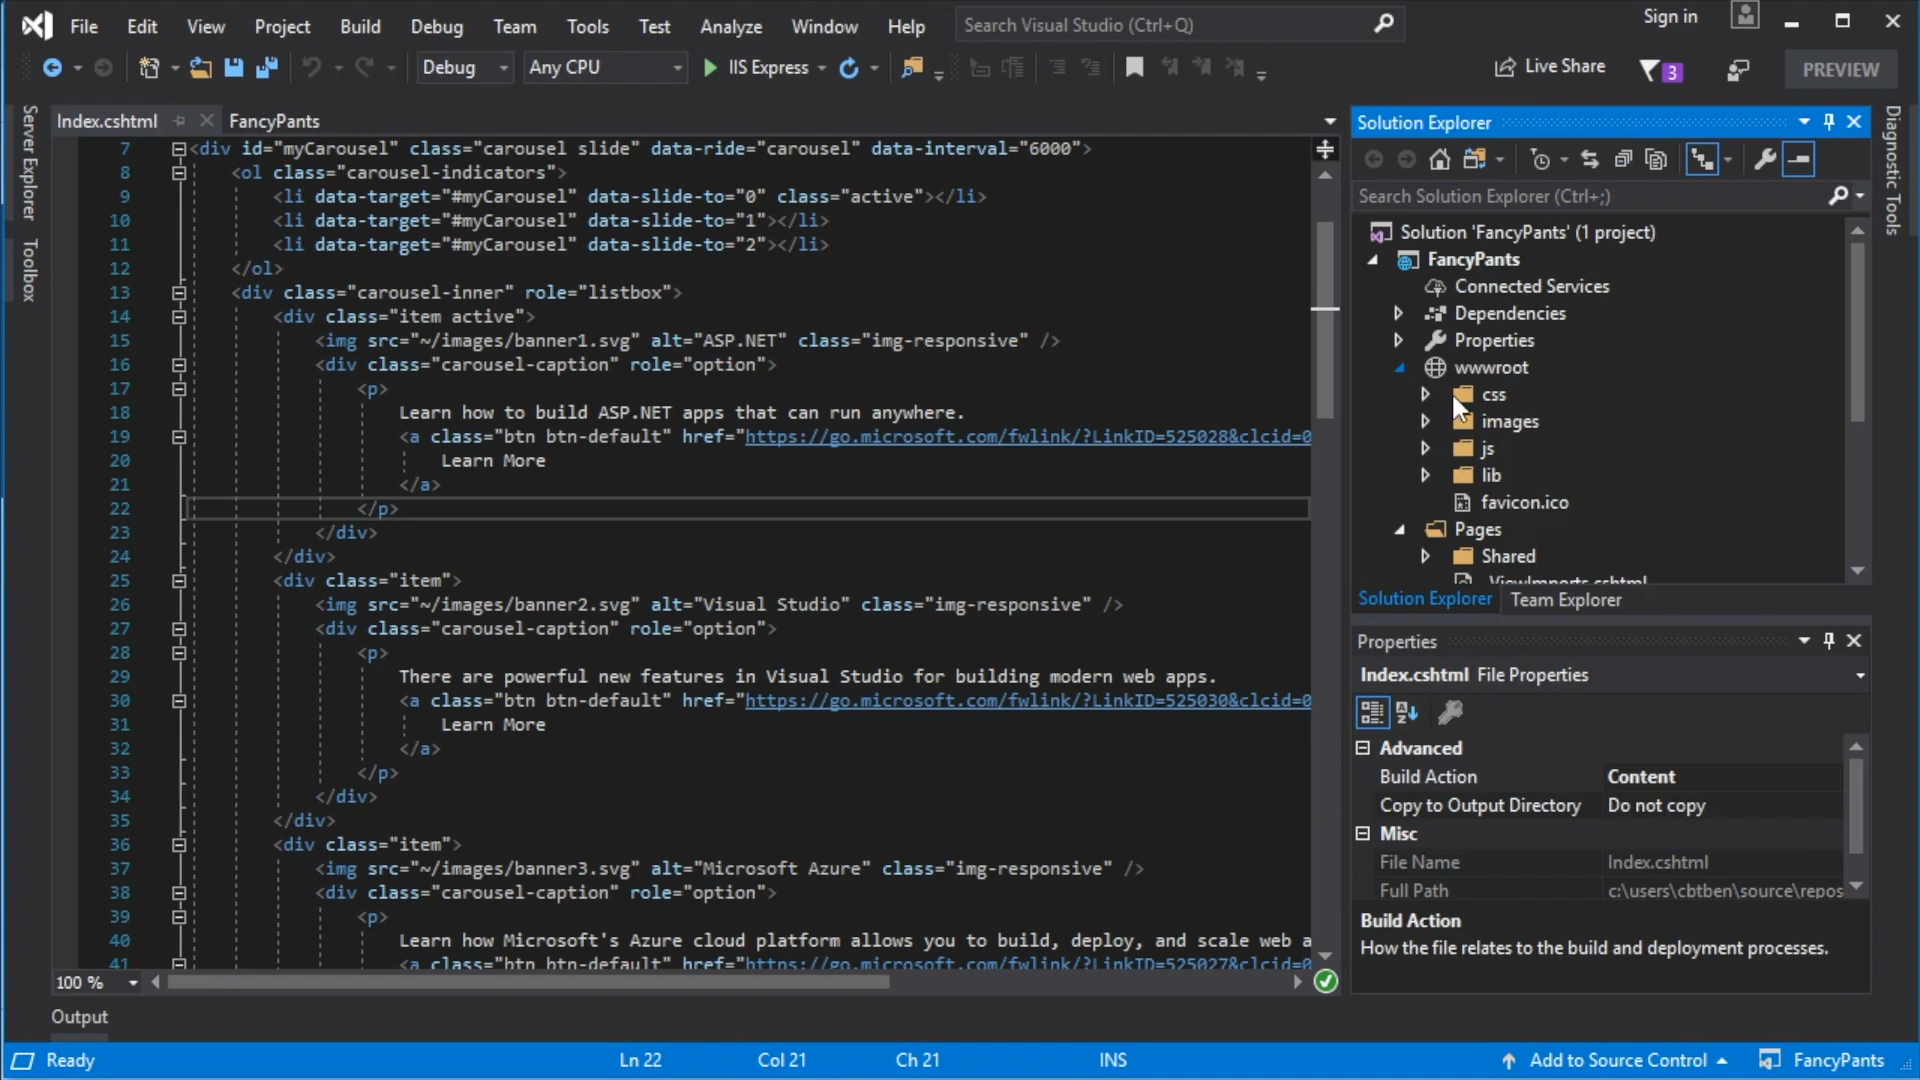 File Edit View Project Build Debug Team Tools Test Analyze Window Help Search Visual Studio (Ctrl+Q) Sign in
Debug Any CPU IIS Express Live Share 3 PREVIEW
Server Explorer
Toolbox
Index.cshtml FancyPants
7 <div id="myCarousel" class="carousel slide" data-ride="carousel" data-interval="6000">
8 <ol class="carousel-indicators">
9 <li data-target="#myCarousel" data-slide-to="0" class="active"></li>
10 <li data-target="#myCarousel" data-slide-to="1"></li>
11 <li data-target="#myCarousel" data-slide-to="2"></li>
12 </ol>
13 <div class="carousel-inner" role="listbox">
14 <div class="item active">
15 <img src="~/images/banner1.svg" alt="ASP.NET" class="img-responsive" />
16 <div class="carousel-caption" role="option">
17 <p>
18 Learn how to build ASP.NET apps that can run anywhere.
19 <a class="btn btn-default" href="https://go.microsoft.com/fwlink/?LinkID=525028&clcid=0
20 Learn More
21 </a>
22 </p>
23 </div>
24 </div>
25 <div class="item">
26 <img src="~/images/banner2.svg" alt="Visual Studio" class="img-responsive" />
27 <div class="carousel-caption" role="option">
28 <p>
29 There are powerful new features in Visual Studio for building modern web apps.
30 <a class="btn btn-default" href="https://go.microsoft.com/fwlink/?LinkID=525030&clcid=0
31 Learn More
32 </a>
33 </p>
34 </div>
35 </div>
36 <div class="item">
37 <img src="~/images/banner3.svg" alt="Microsoft Azure" class="img-responsive" />
38 <div class="carousel-caption" role="option">
39 <p>
40 Learn how Microsoft's Azure cloud platform allows you to build, deploy, and scale web a
41 <a class="btn btn-default" href="https://go.microsoft.com/fwlink/?LinkID=525027&clcid=0
100 %
Output
Solution Explorer
Search Solution Explorer (Ctrl+;)
Solution 'FancyPants' (1 project)
FancyPants
Connected Services
Dependencies
Properties
wwwroot
css
images
js
lib
favicon.ico
Pages
Shared
_ViewImports.cshtml
Solution Explorer Team Explorer
Properties
Index.cshtml File Properties
Advanced
Build Action Content
Copy to Output Directory Do not copy
Misc
File Name Index.cshtml
Full Path c:\users\cbtben\source\repos
Build Action
How the file relates to the build and deployment processes.
Diagnostic Tools
Ready Ln 22 Col 21 Ch 21 INS Add to Source Control FancyPants